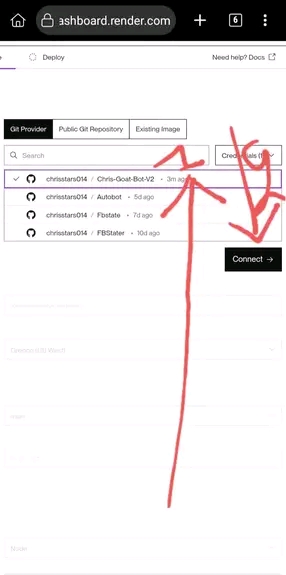 ashboard.render.com
6
Deploy
Need help? Docs
Git Provider
Public Git Repository
Existing Image
Search
Credentials (1)
chrisstars014 / Chris-Goat-Bot-V2 • 3m ago
chrisstars014 / Autobot • 5d ago
chrisstars014 / Fbstate • 7d ago
chrisstars014 / FBStater • 10d ago
Connect →